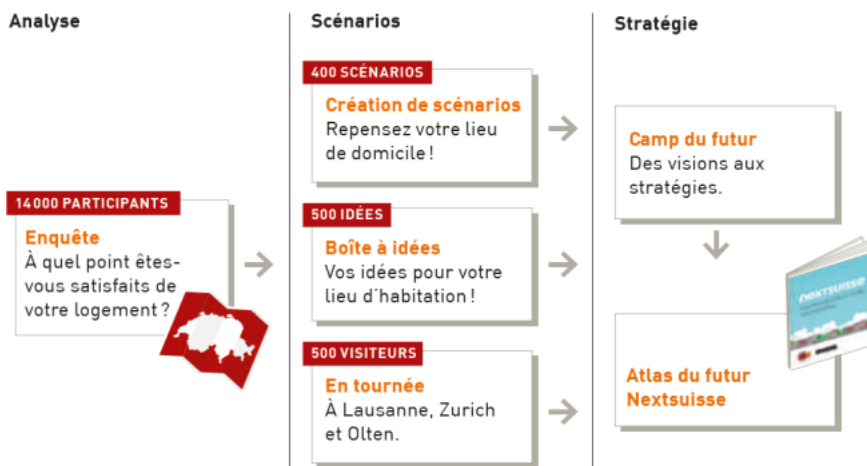 Analyse
14000 PARTICIPANTS
Enquête
À quel point êtes-
vous satisfaits de
votre logement ?
Scénarios
400 SCÉNARIOS
Création de scénarios
Repensez votre lieu
de domicile !
500 IDÉES
Boîte à idées
Vos idées pour votre
lieu d’habitation !
500 VISITEURS
En tournée
À Lausanne, Zurich
et Olten.
Stratégie
Camp du futur
Des visions aux
stratégies.
nextsuisse
Atlas du futur
Nextsuisse